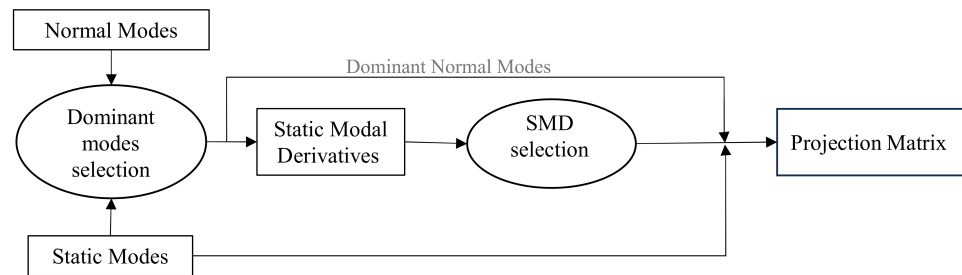 Normal Modes
Dominant Normal Modes
Dominant
modes
selection
Static Modal
Derivatives
SMD
selection
Projection Matrix
Static Modes